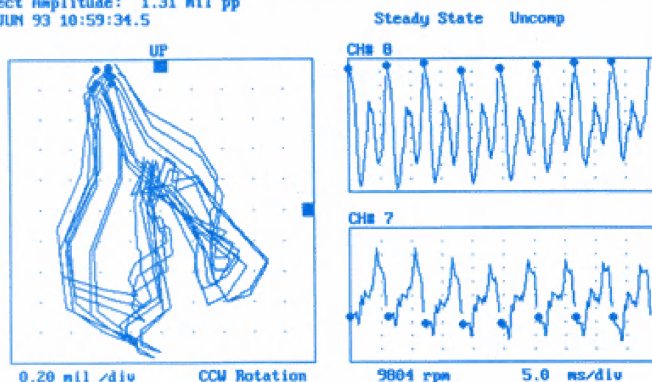 ect Amplitude: 1.31 mil pp
JUN 93 10:59:34.5
Steady State Uncomp
UP
CH# 8
CH# 7
0.20 mil /div CCW Rotation
9804 rpm 5.0 ms/div